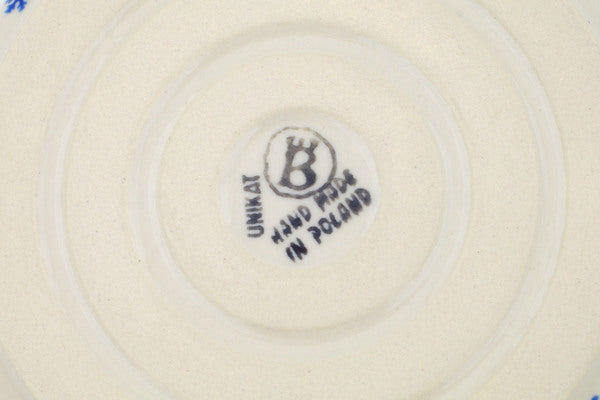 B
UNIKAT
HAND MADE
IN POLAND